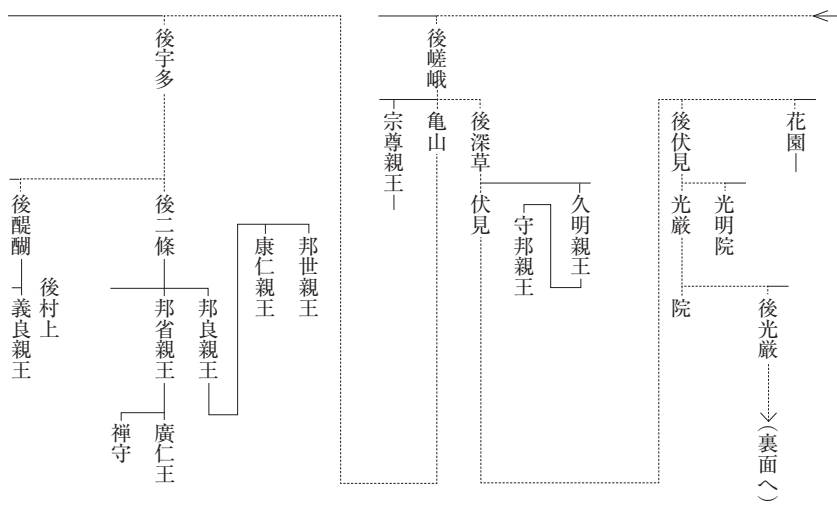 後嵯峨
花園
後伏見
後深草
亀山
宗尊親王
光明院
光厳
院
後光厳
(裏面へ)
久明親王
守邦親王
伏見
後宇多
後二條
後醍醐
邦世親王
康仁親王
邦良親王
邦省親王
廣仁王
禅守
後村上
義良親王